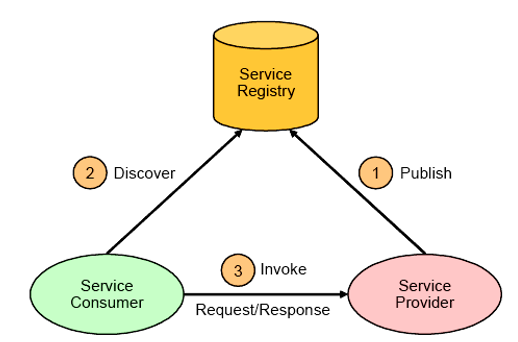 Service
Registry
2 Discover
1 Publish
3 Invoke
Service
Consumer
Request/Response
Service
Provider